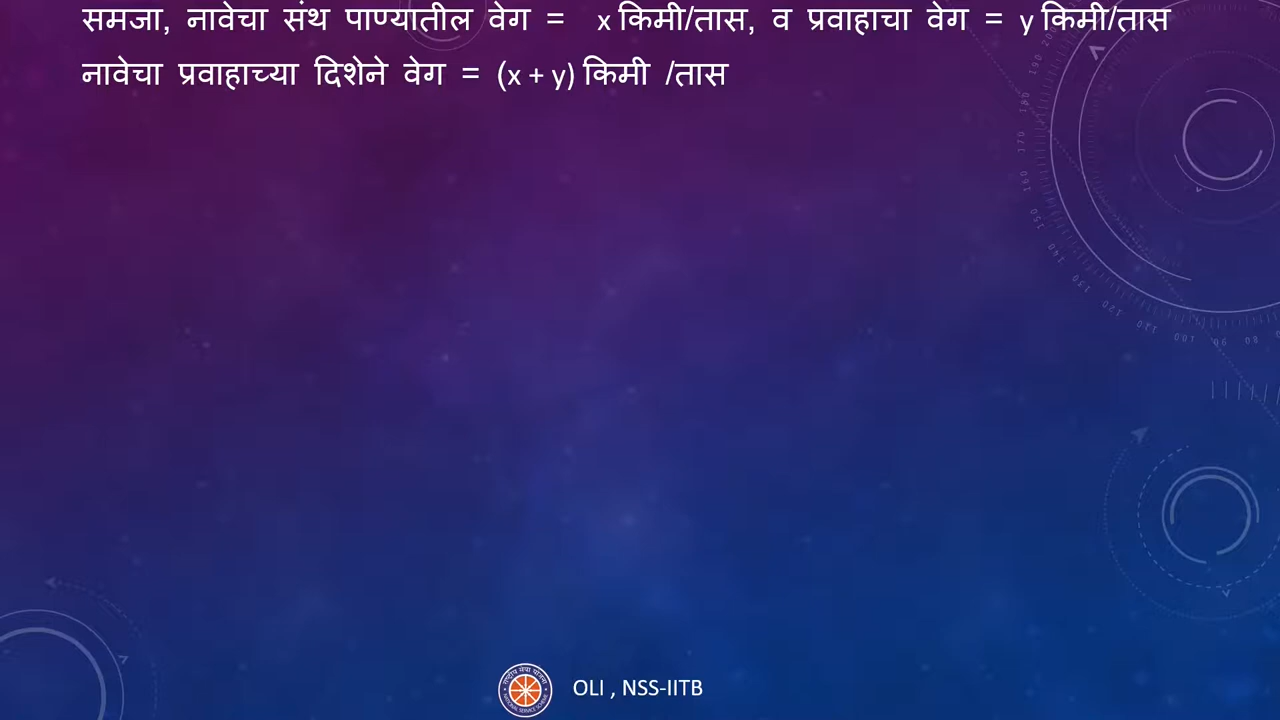 समजा, नावेचा संथ पाण्यातील वेग = x किमी/तास, व प्रवाहाचा वेग = y किमी/तास
नावेचा प्रवाहाच्या दिशेने वेग = (x + y) किमी /तास
OLI , NSS-IITB